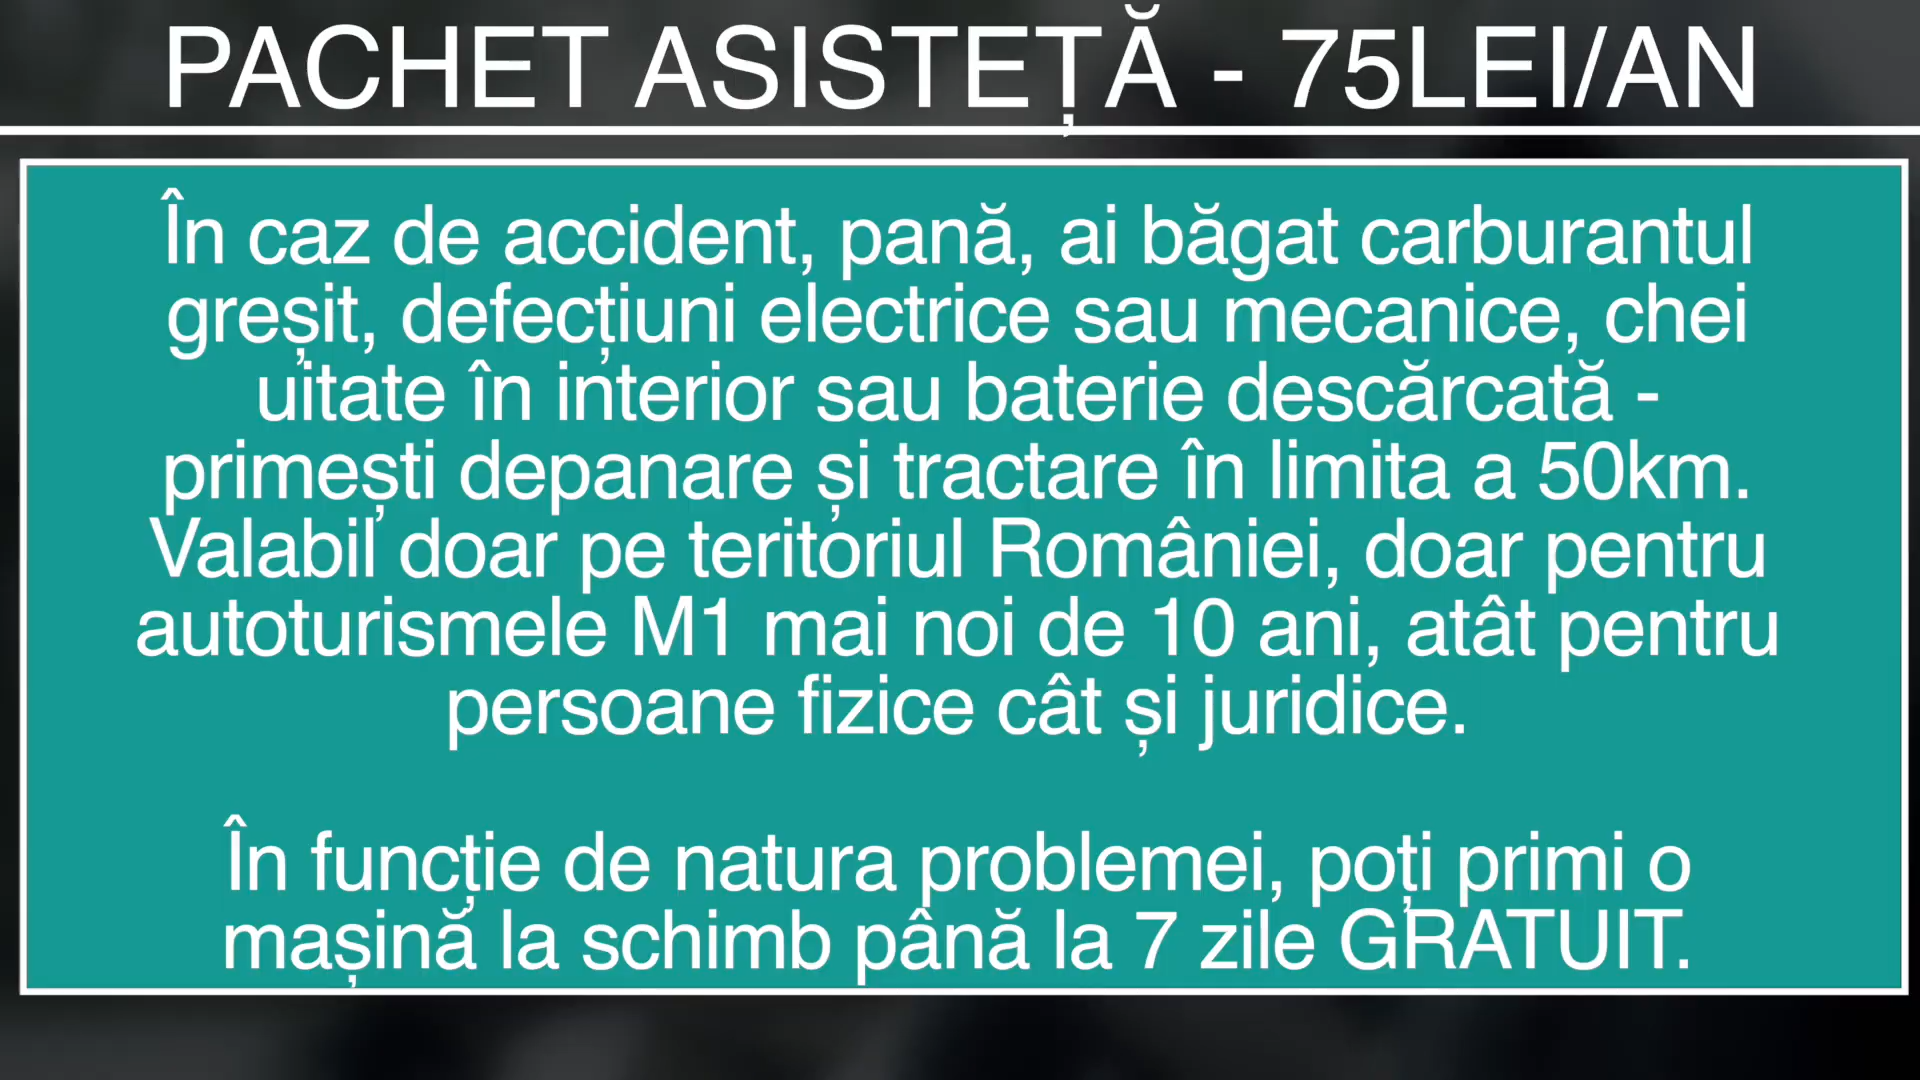 PACHET ASISTEȚĂ - 75LEI/AN
În caz de accident, pană, ai băgat carburantul
greșit, defecțiuni electrice sau mecanice, chei
uitate în interior sau baterie descărcată -
primești depanare și tractare în limita a 50km.
Valabil doar pe teritoriul României, doar pentru
autoturismele M1 mai noi de 10 ani, atât pentru
persoane fizice cât și juridice.
În funcție de natura problemei, poți primi o
mașină la schimb până la 7 zile GRATUIT.